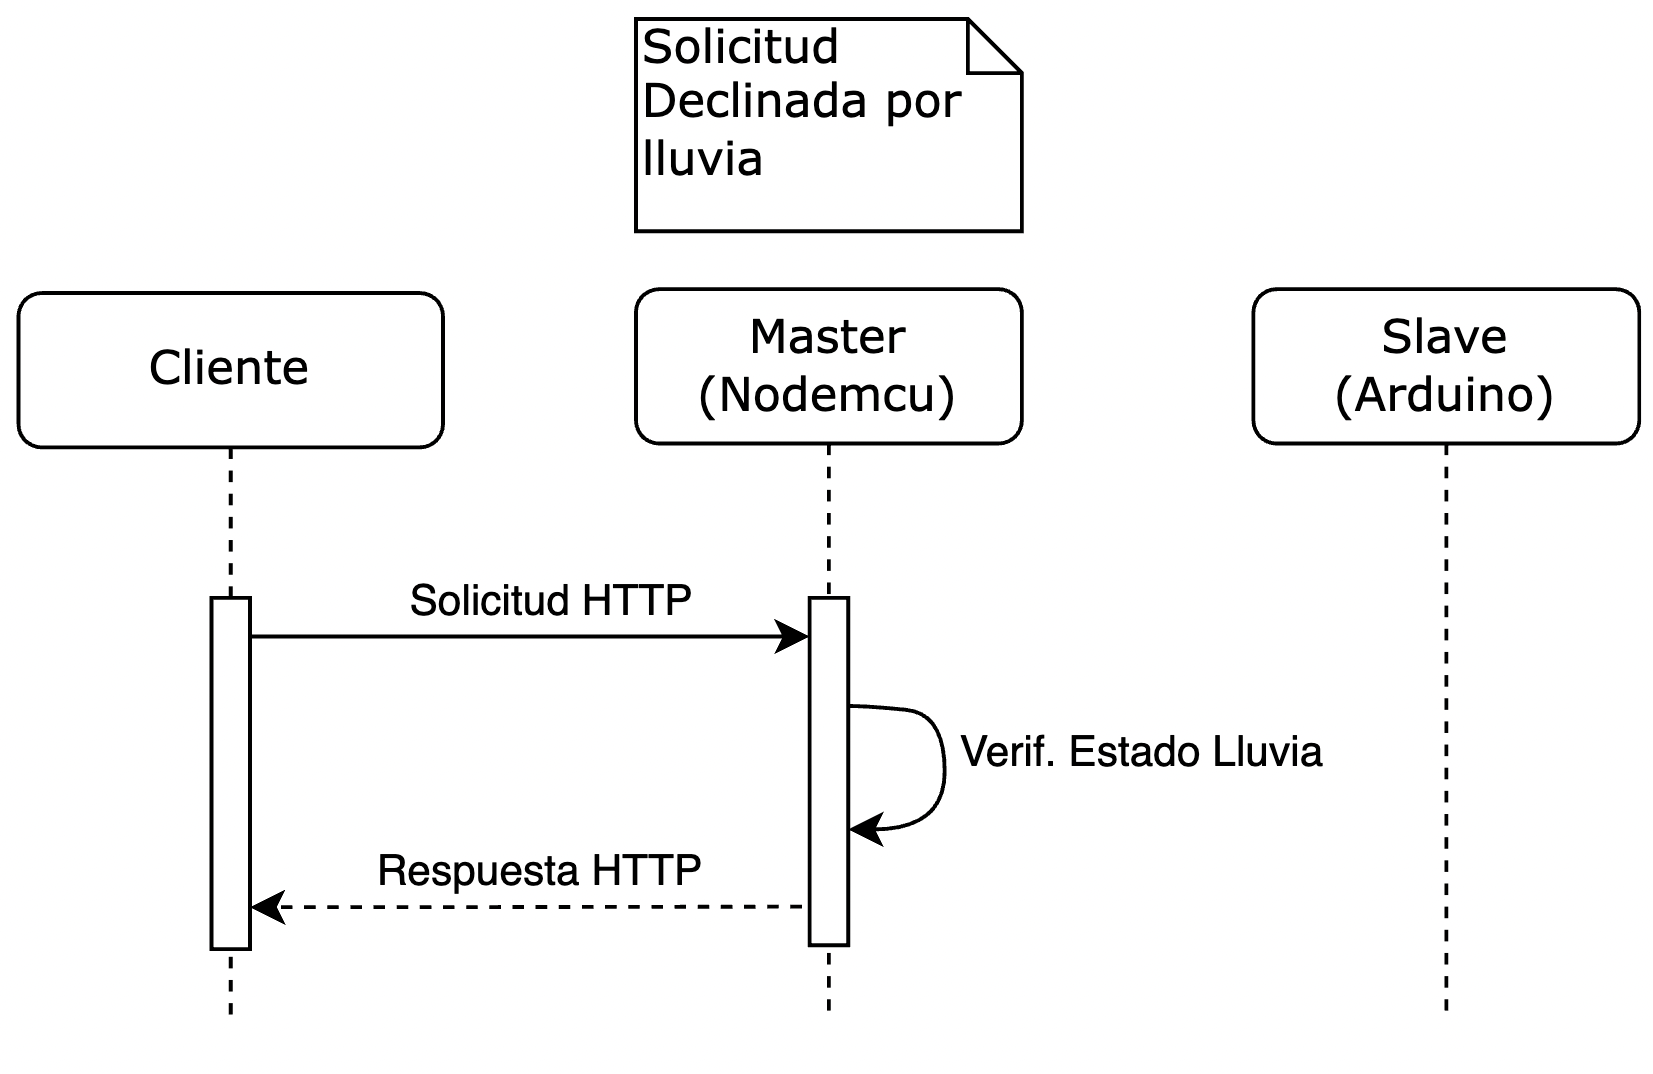 Solicitud
Declinada por
lluvia
Cliente
Master
(Nodemcu)
Slave
(Arduino)
Solicitud HTTP
Verif. Estado Lluvia
Respuesta HTTP